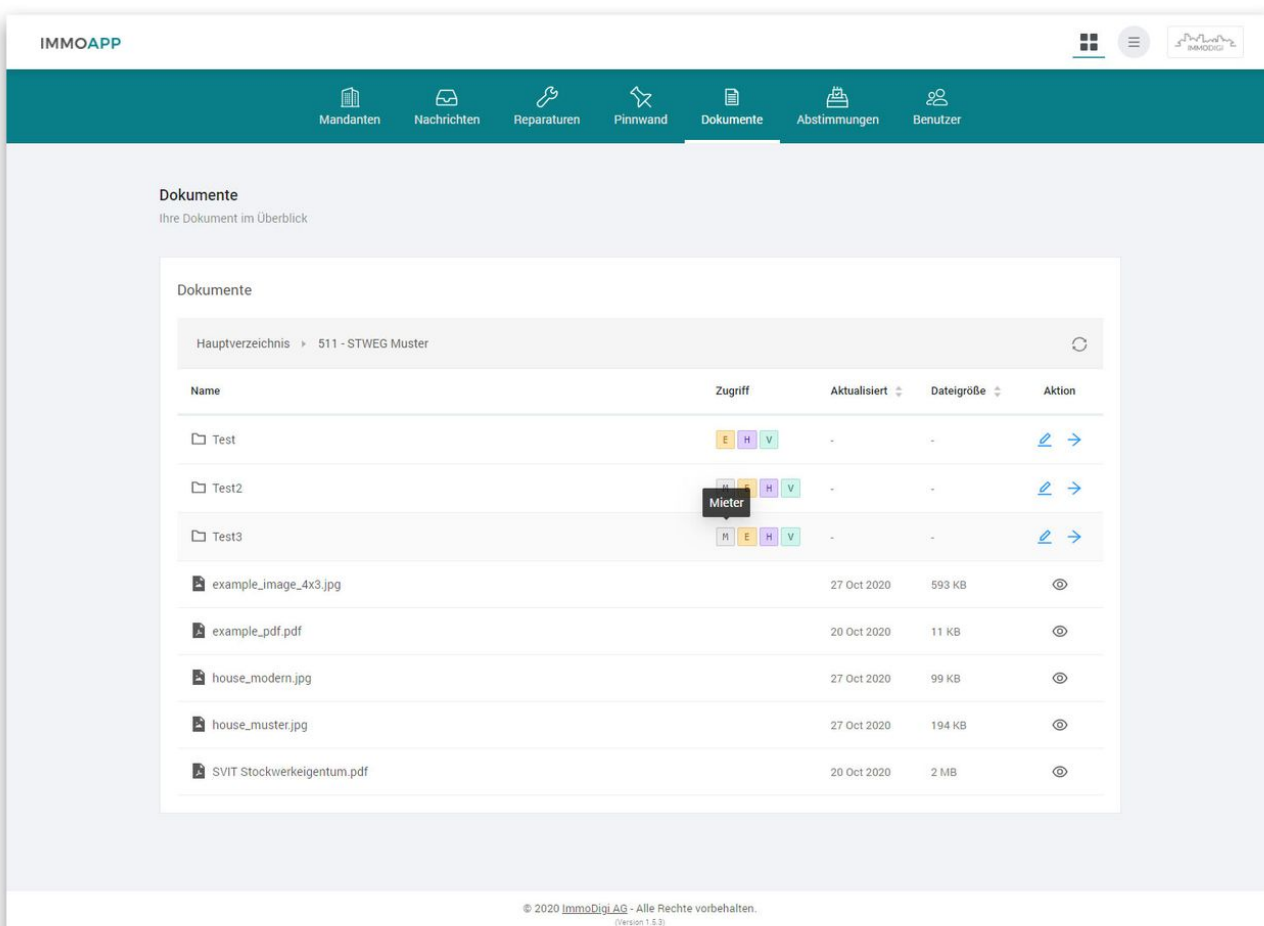 IMMOAPP
IMMODIGI
Mandanten Nachrichten Reparaturen Pinnwand Dokumente Abstimmungen Benutzer
Dokumente
Ihre Dokument im Überblick
Dokumente
Hauptverzeichnis 511 - STWEG Muster
Name Zugriff Aktualisiert Dateigröße Aktion
Test E H V - -
Test2 M E H V - -
Mieter
Test3 M E H V - -
example_image_4x3.jpg 27 Oct 2020 593 KB
example_pdf.pdf 20 Oct 2020 11 KB
house_modern.jpg 27 Oct 2020 99 KB
house_muster.jpg 27 Oct 2020 194 KB
SVIT Stockwerkeigentum.pdf 20 Oct 2020 2 MB
© 2020 ImmoDigi AG - Alle Rechte vorbehalten.
(Version 1.5.3)